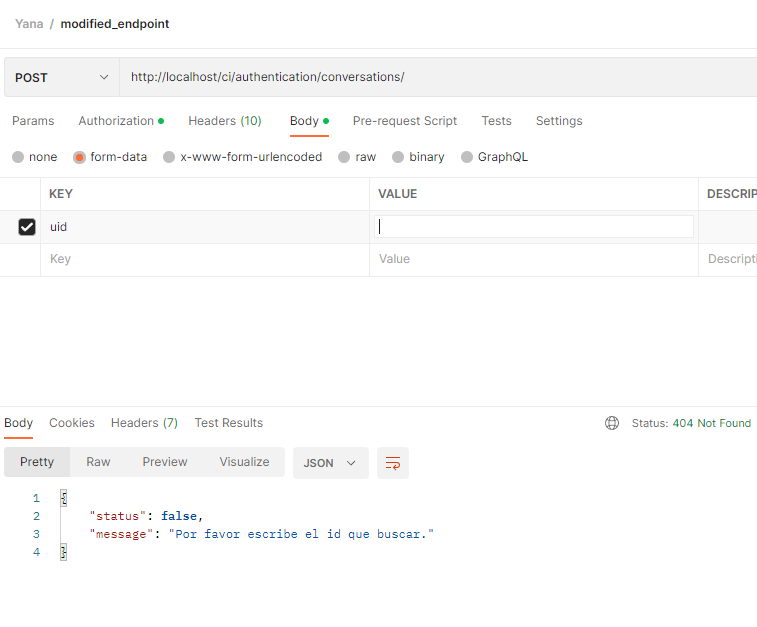 Yana / modified_endpoint
POST http://localhost/ci/authentication/conversations/
Params Authorization Headers (10) Body Pre-request Script Tests Settings
none form-data x-www-form-urlencoded raw binary GraphQL
KEY VALUE DESCRIP
uid
Key Value Descripti
Body Cookies Headers (7) Test Results Status: 404 Not Found
Pretty Raw Preview Visualize JSON
1 {
2 "status": false,
3 "message": "Por favor escribe el id que buscar."
4 }